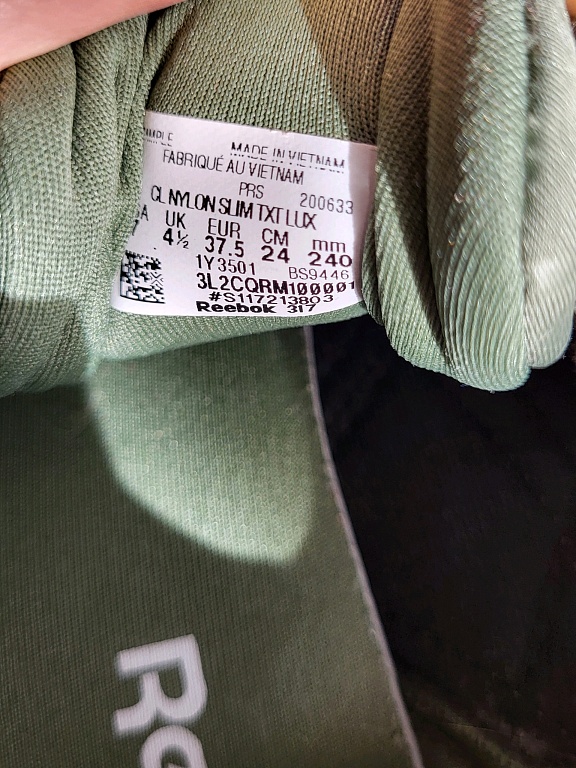 MADE IN VIETNAM
FABRIQUÉ AU VIETNAM
PRS 200633
CL NYLON SLIM TXT LUX
UK EUR CM mm
4½ 37.5 24 240
1Y3501 BS9446
3L2CQRM100001
#S117213803
Reebok 317
Re